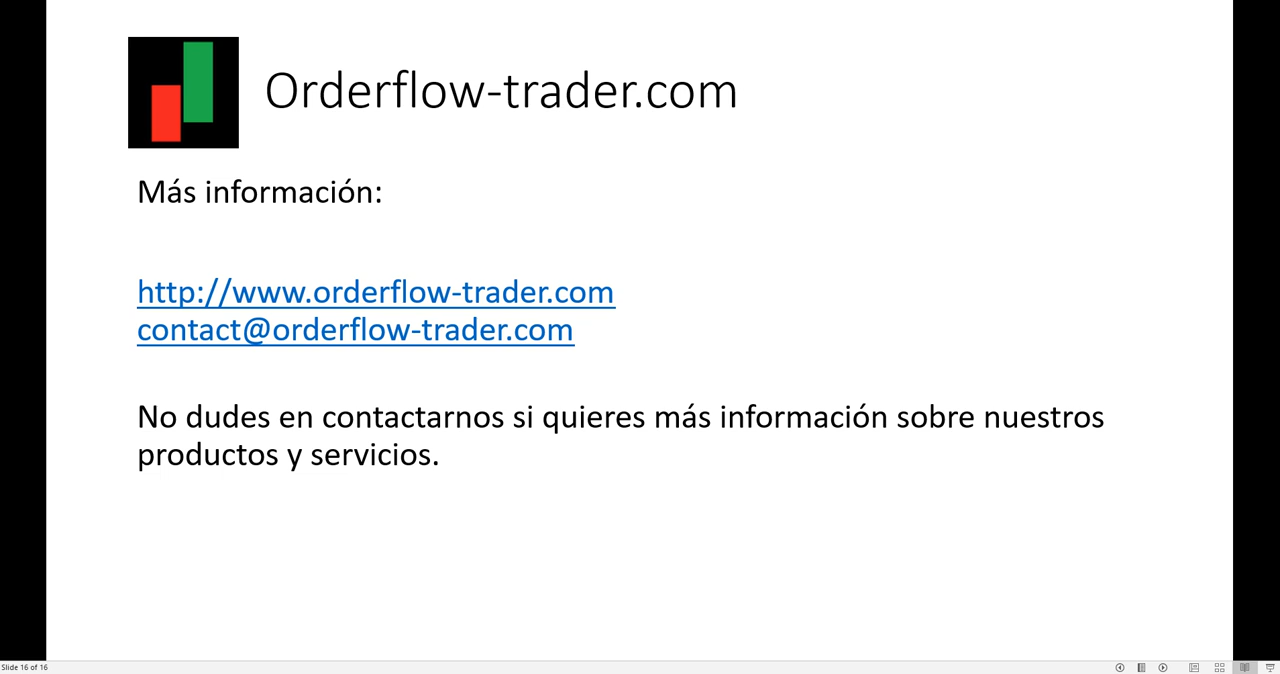 Orderflow-trader.com
Más información:
http://www.orderflow-trader.com
contact@orderflow-trader.com
No dudes en contactarnos si quieres más información sobre nuestros
productos y servicios.
Slide 16 of 16